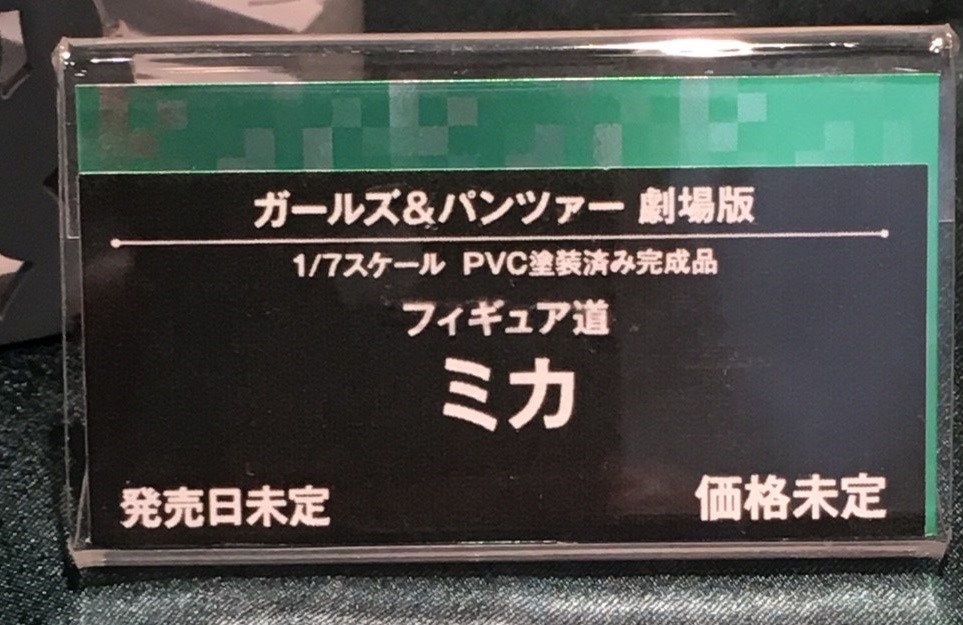 ガールズ&パンツァー 劇場版
1/7スケール PVC塗装済み完成品
フィギュア道
ミカ
発売日未定 価格未定